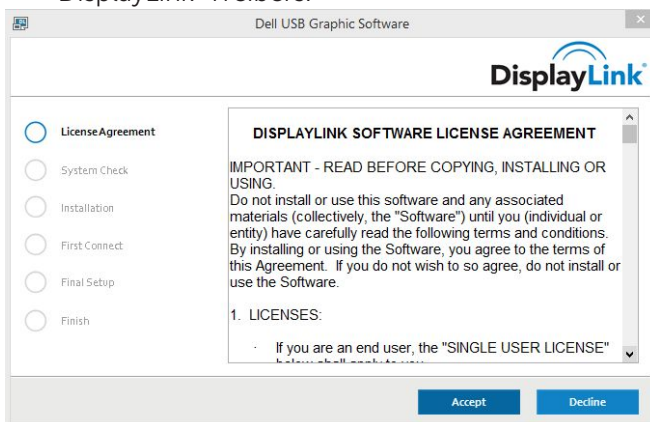 Dell USB Graphic Software
DisplayLink
License Agreement
System Check
Installation
First Connect
Final Setup
Finish
DISPLAYLINK SOFTWARE LICENSE AGREEMENT
IMPORTANT - READ BEFORE COPYING, INSTALLING OR
USING.
Do not install or use this software and any associated
materials (collectively, the "Software") until you (individual or
entity) have carefully read the following terms and conditions.
By installing or using the Software, you agree to the terms of
this Agreement. If you do not wish to so agree, do not install or
use the Software.
1. LICENSES:
· If you are an end user, the "SINGLE USER LICENSE"
Accept
Decline